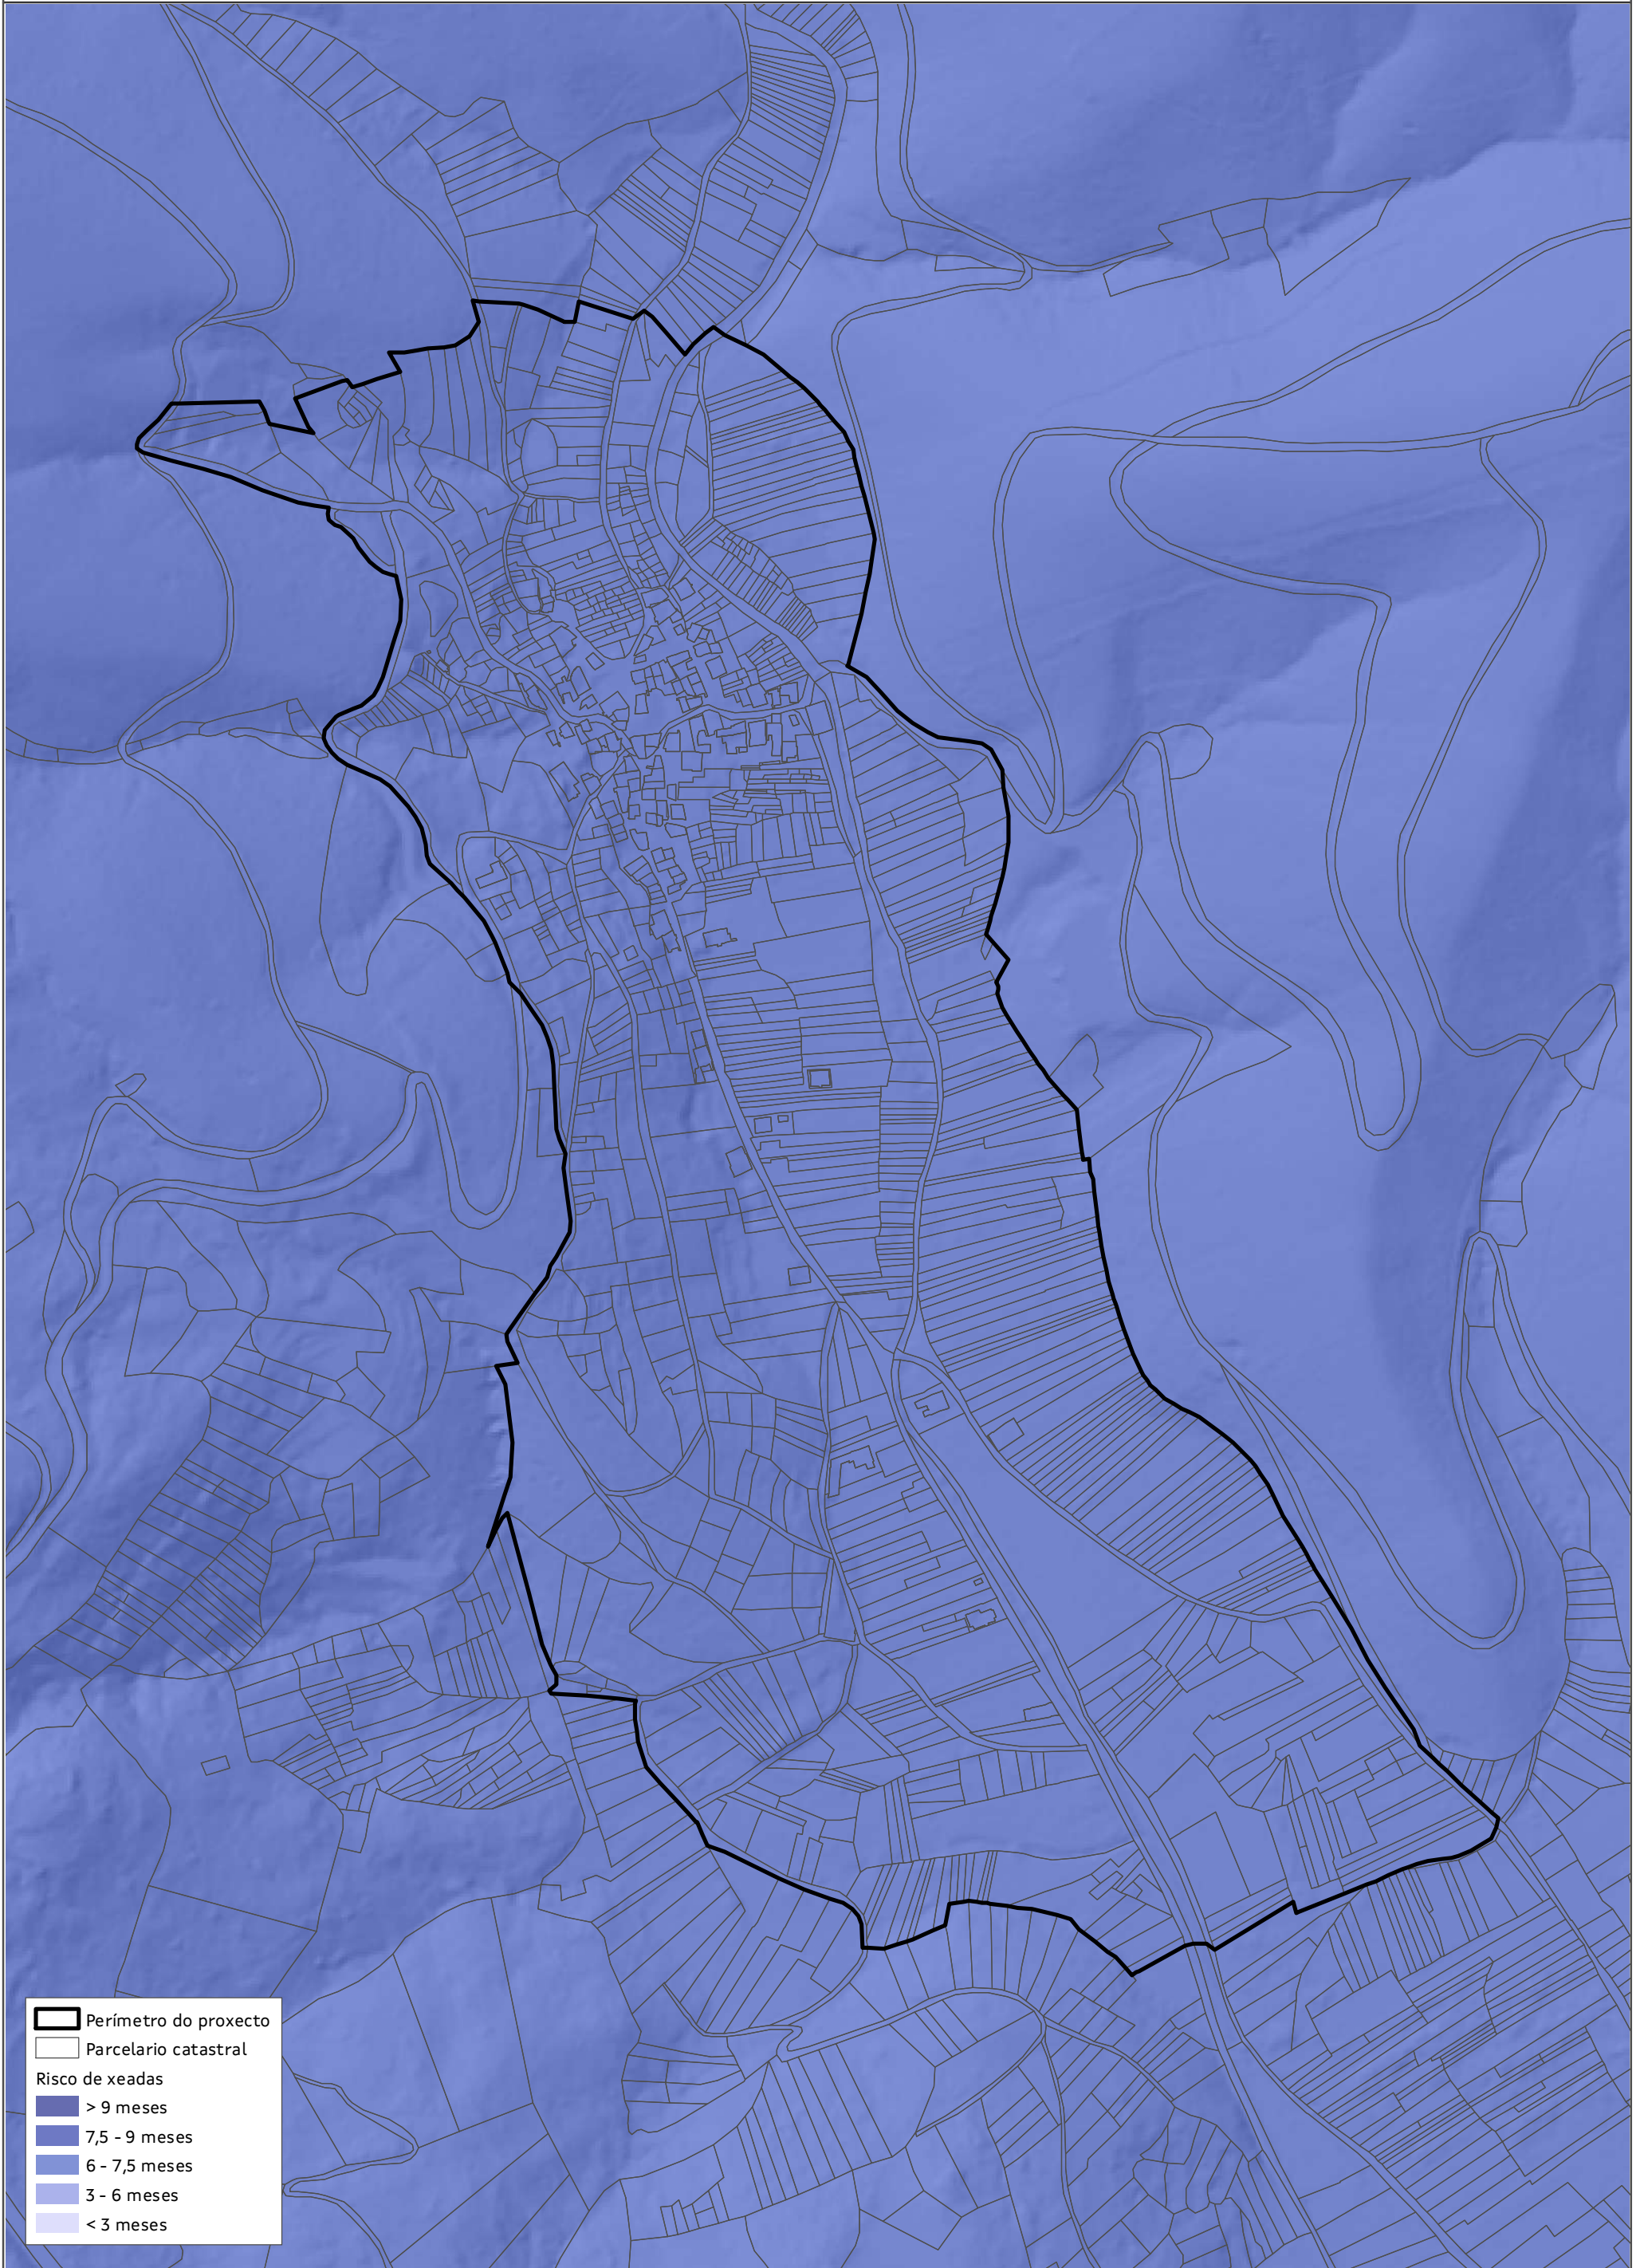 Perímetro do proxecto
Parcelario catastral
Risco de xeadas
> 9 meses
7,5 - 9 meses
6 - 7,5 meses
3 - 6 meses
< 3 meses